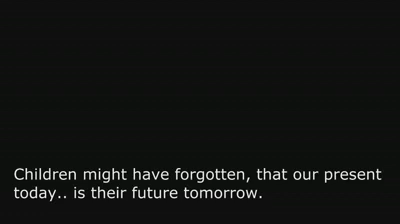 Children might have forgotten, that our present
today.. is their future tomorrow.